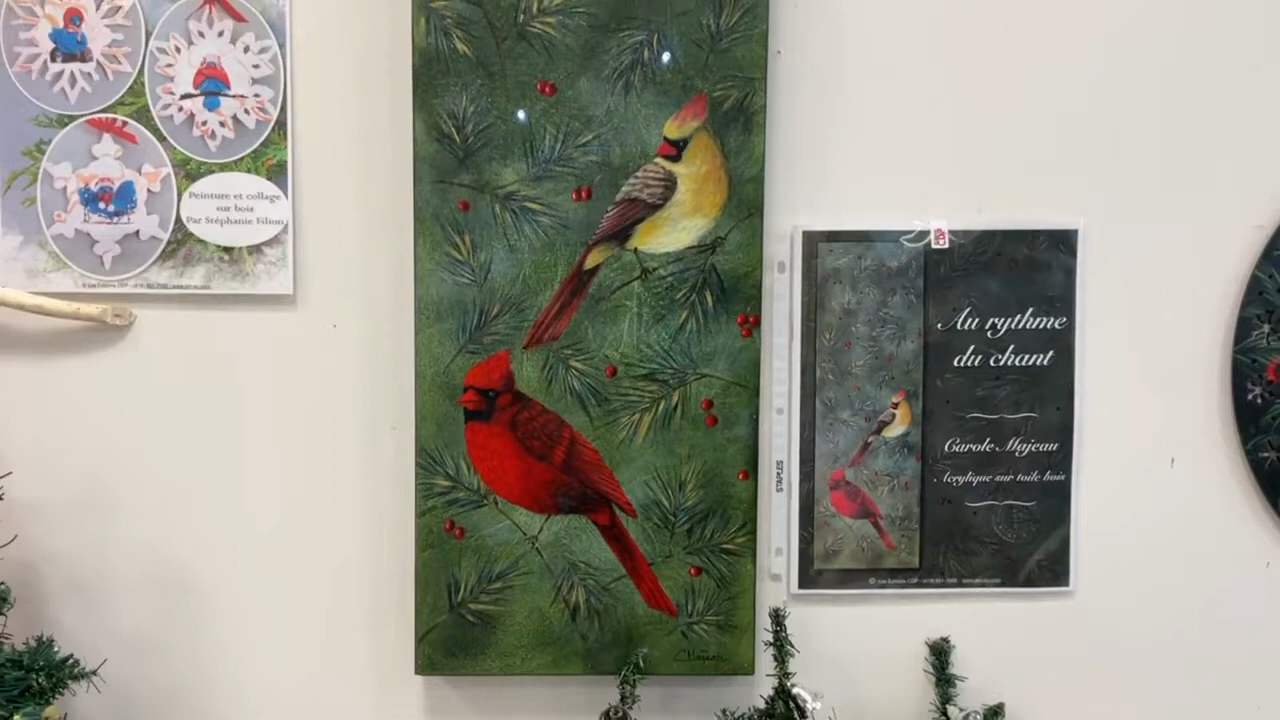 Peinture et collage
sur bois
Par Stéphanie Filion
C Majeau
STAPLES
Au rythme
du chant
Carole Majeau
Acrylique sur toile bois